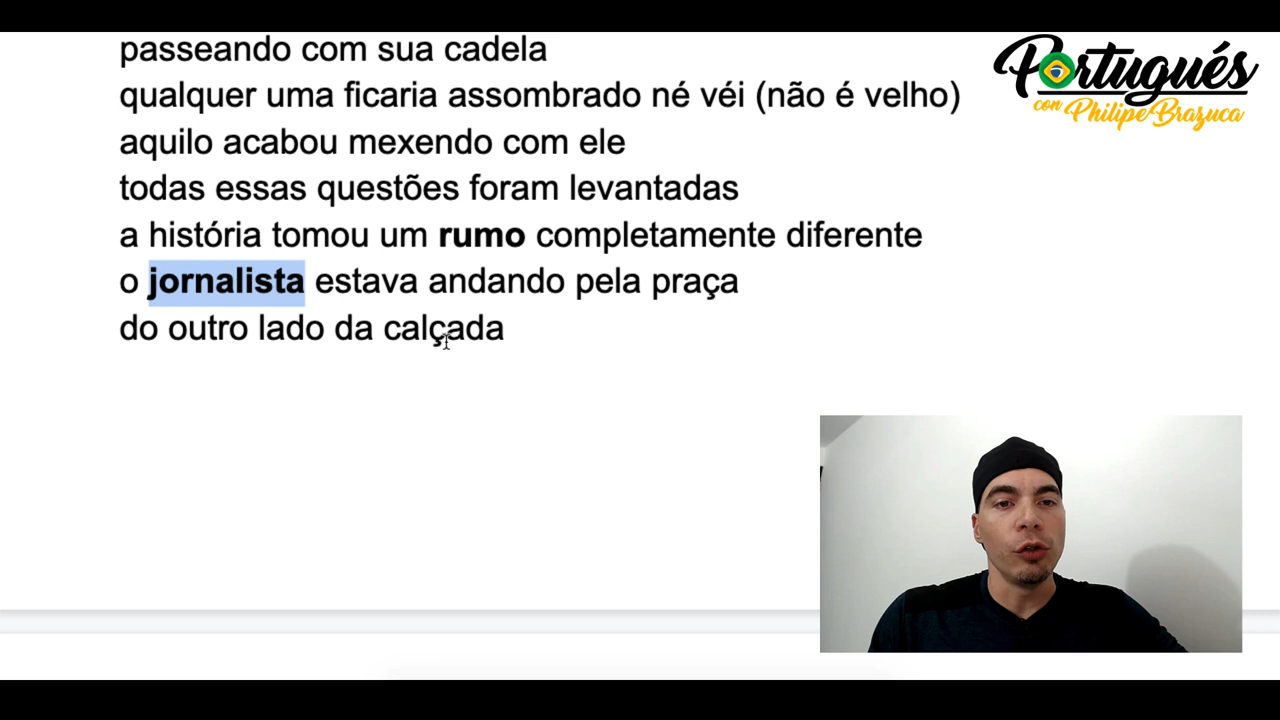 passeando com sua cadela
qualquer uma ficaria assombrado né véi (não é velho)
aquilo acabou mexendo com ele
todas essas questões foram levantadas
a história tomou um rumo completamente diferente
o jornalista estava andando pela praça
do outro lado da calçada
Portugués
con Philipe Brazuca